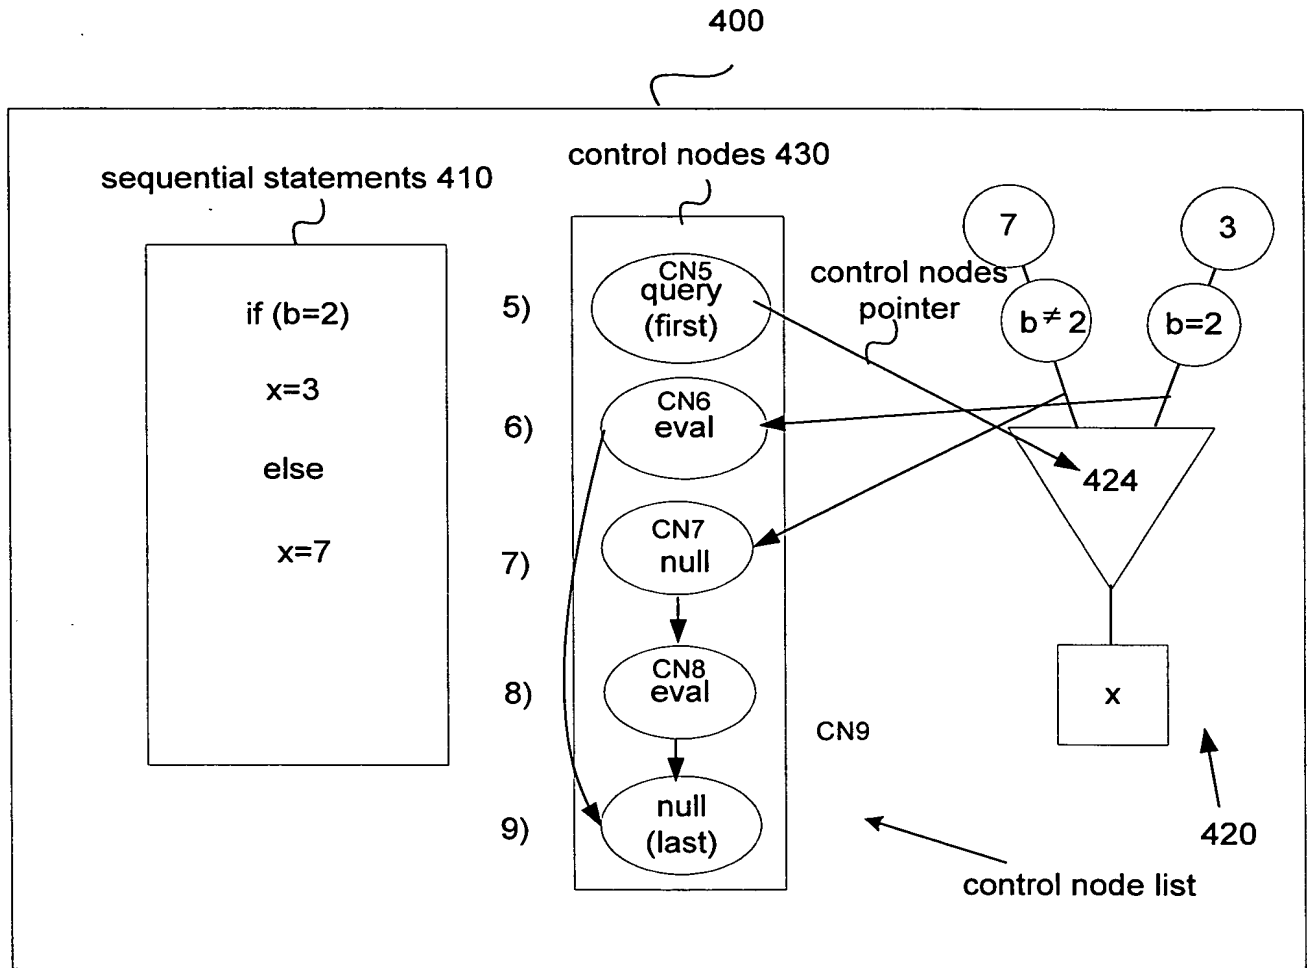 400
sequential statements 410
if (b=2)
x=3
else
x=7
control nodes 430
5)
CN5
query
(first)
6)
CN6
eval
7)
CN7
null
8)
CN8
eval
9)
null
(last)
CN9
control nodes
pointer
7
3
b ≠ 2
b=2
424
x
420
control node list